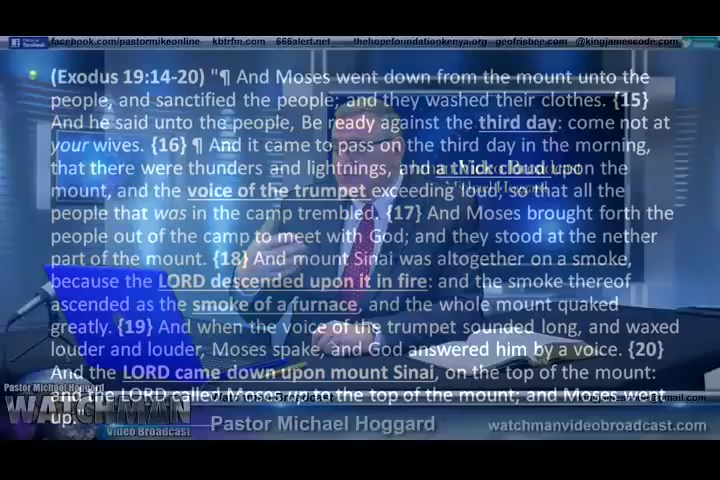 facebook.com/pastormikeonline kbtrfm.com 666alert.net thehopefoundationkenya.org geofrisbee.com @kingjamescode.com
(Exodus 19:14-20) "¶ And Moses went down from the mount unto the
people, and sanctified the people; and they washed their clothes. {15}
And he said unto the people, Be ready against the third day: come not at
your wives. {16} ¶ And it came to pass on the third day in the morning,
that there were thunders and lightnings, and a thick cloud upon the
mount, and the voice of the trumpet exceeding loud; so that all the
people that was in the camp trembled. {17} And Moses brought forth the
people out of the camp to meet with God; and they stood at the nether
part of the mount. {18} And mount Sinai was altogether on a smoke,
because the LORD descended upon it in fire: and the smoke thereof
ascended as the smoke of a furnace, and the whole mount quaked
greatly. {19} And when the voice of the trumpet sounded long, and waxed
louder and louder, Moses spake, and God answered him by a voice. {20}
And the LORD came down upon mount Sinai, on the top of the mount:
and the LORD called Moses up to the top of the mount; and Moses went
up."
Pastor Michael Hoggard
WATCHMAN
Video Broadcast
Pastor Michael Hoggard
watchmanvideobroadcast.com